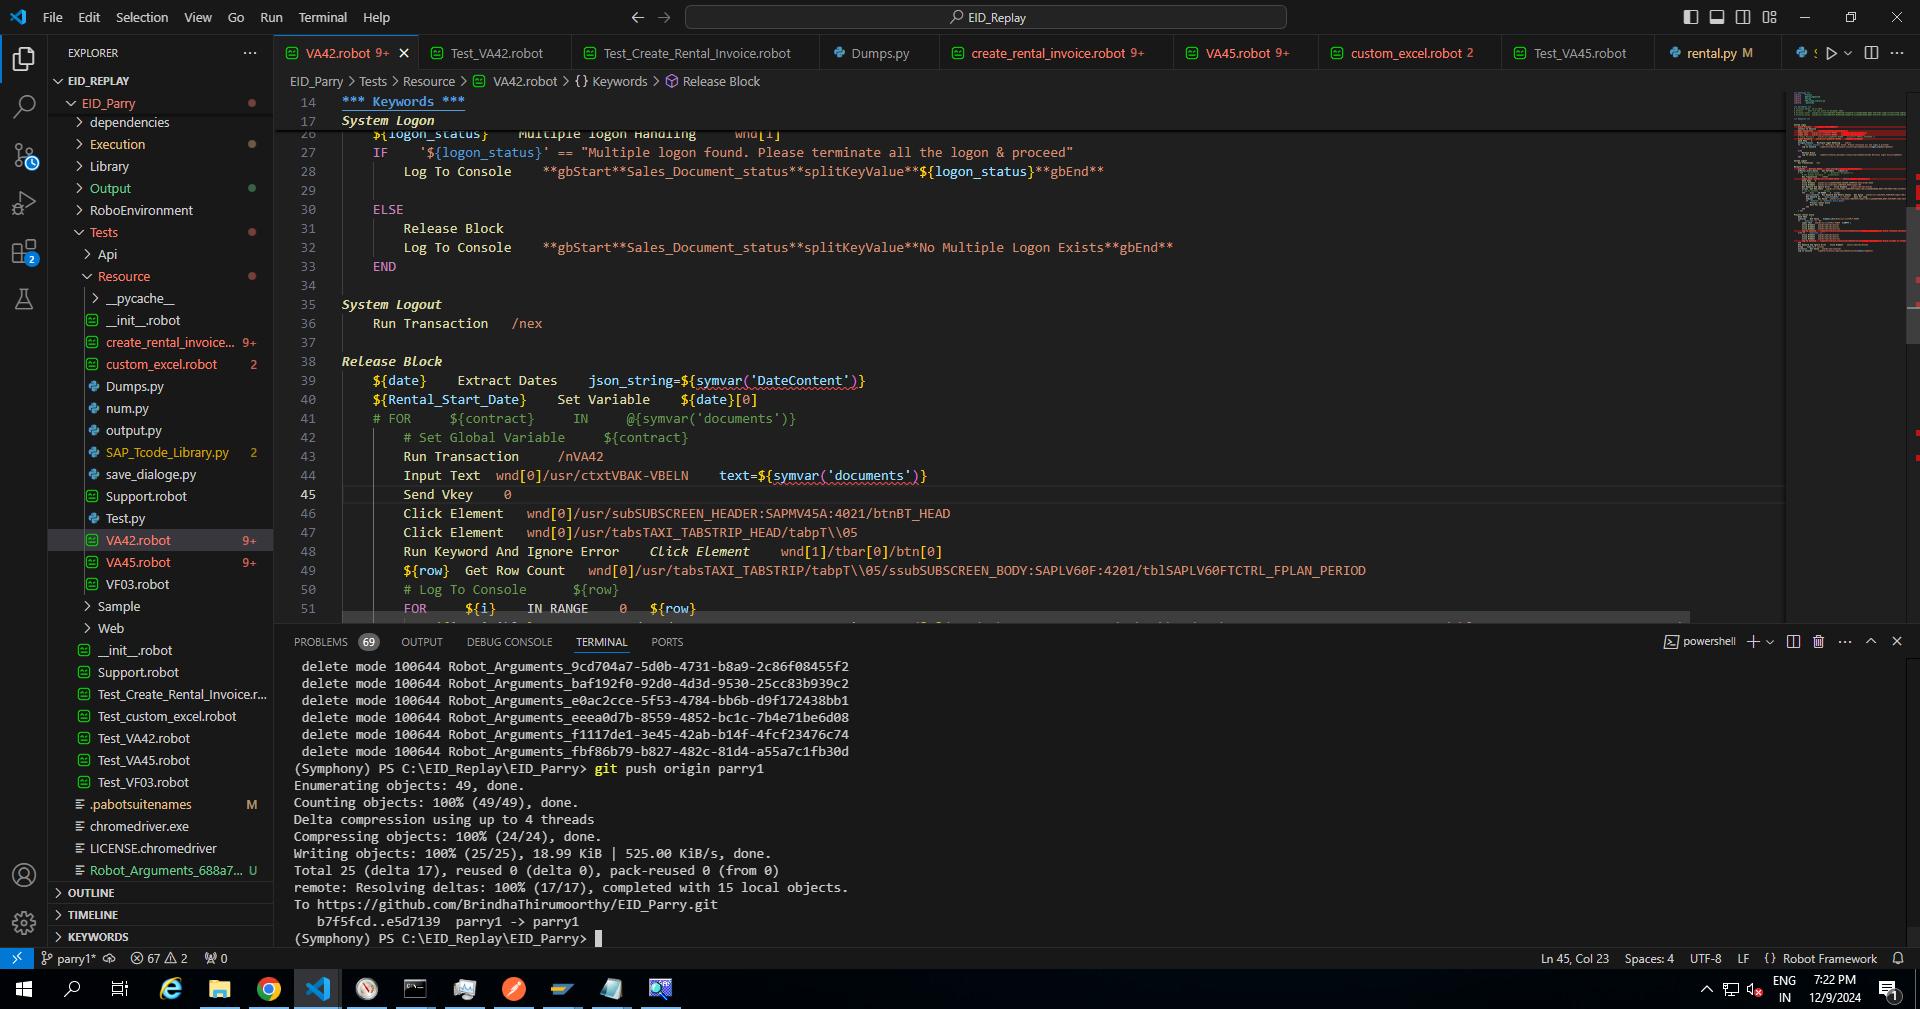 File Edit Selection View Go Run Terminal Help
EID_Replay
EXPLORER
VA42.robot 9+
Test_VA42.robot
Test_Create_Rental_Invoice.robot
Dumps.py
create_rental_invoice.robot 9+
VA45.robot 9+
custom_excel.robot 2
Test_VA45.robot
rental.py M
EID_Parry > Tests > Resource > VA42.robot > {} Keywords > Release Block
EID_REPLAY
EID_Parry
dependencies
Execution
Library
Output
RoboEnvironment
Tests
Api
Resource
__pycache__
__init__.robot
create_rental_invoice... 9+
custom_excel.robot 2
Dumps.py
num.py
output.py
SAP_Tcode_Library.py 2
save_dialoge.py
Support.robot
Test.py
VA42.robot 9+
VA45.robot 9+
VF03.robot
Sample
Web
__init__.robot
Support.robot
Test_Create_Rental_Invoice.r...
Test_custom_excel.robot
Test_VA42.robot
Test_VA45.robot
Test_VF03.robot
.pabotsuitenames M
chromedriver.exe
LICENSE.chromedriver
Robot_Arguments_688a7... U
OUTLINE
TIMELINE
KEYWORDS
14 *** Keywords ***
17 System Logon
26 ${logon_status} Multiple logon Handling wnd[1]
27 IF '${logon_status}' == "Multiple logon found. Please terminate all the logon & proceed"
28 Log To Console **gbStart**Sales_Document_status**splitKeyValue**${logon_status}**gbEnd**
29
30 ELSE
31 Release Block
32 Log To Console **gbStart**Sales_Document_status**splitKeyValue**No Multiple Logon Exists**gbEnd**
33 END
34
35 System Logout
36 Run Transaction /nex
37
38 Release Block
39 ${date} Extract Dates json_string=${symvar('DateContent')}
40 ${Rental_Start_Date} Set Variable ${date}[0]
41 # FOR ${contract} IN @{symvar('documents')}
42 # Set Global Variable ${contract}
43 Run Transaction /nVA42
44 Input Text wnd[0]/usr/ctxtVBAK-VBELN text=${symvar('documents')}
45 Send Vkey 0
46 Click Element wnd[0]/usr/subSUBSCREEN_HEADER:SAPMV45A:4021/btnBT_HEAD
47 Click Element wnd[0]/usr/tabsTAXI_TABSTRIP_HEAD/tabpT\\05
48 Run Keyword And Ignore Error Click Element wnd[1]/tbar[0]/btn[0]
49 ${row} Get Row Count wnd[0]/usr/tabsTAXI_TABSTRIP/tabpT\\05/ssubSUBSCREEN_BODY:SAPLV60F:4201/tblSAPLV60FTCTRL_FPLAN_PERIOD
50 # Log To Console ${row}
51 FOR ${i} IN RANGE 0 ${row}
PROBLEMS 69 OUTPUT DEBUG CONSOLE TERMINAL PORTS
powershell
delete mode 100644 Robot_Arguments_9cd704a7-5d0b-4731-b8a9-2c86f08455f2
delete mode 100644 Robot_Arguments_baf192f0-92d0-4d3d-9530-25cc83b939c2
delete mode 100644 Robot_Arguments_e0ac2cce-5f53-4784-bb6b-d9f172438bb1
delete mode 100644 Robot_Arguments_eeea0d7b-8559-4852-bc1c-7b4e71be6d08
delete mode 100644 Robot_Arguments_f1117de1-3e45-42ab-b14f-4fcf23476c74
delete mode 100644 Robot_Arguments_fbf86b79-b827-482c-81d4-a55a7c1fb30d
(Symphony) PS C:\EID_Replay\EID_Parry> git push origin parry1
Enumerating objects: 49, done.
Counting objects: 100% (49/49), done.
Delta compression using up to 4 threads
Compressing objects: 100% (24/24), done.
Writing objects: 100% (25/25), 18.99 KiB | 525.00 KiB/s, done.
Total 25 (delta 17), reused 0 (delta 0), pack-reused 0 (from 0)
remote: Resolving deltas: 100% (17/17), completed with 15 local objects.
To https://github.com/BrindhaThirumoorthy/EID_Parry.git
b7f5fcd..e5d7139 parry1 -> parry1
(Symphony) PS C:\EID_Replay\EID_Parry>
2
parry1* 67 2 0
Ln 45, Col 23 Spaces: 4 UTF-8 LF {} Robot Framework
ENG
IN
7:22 PM
12/9/2024
1